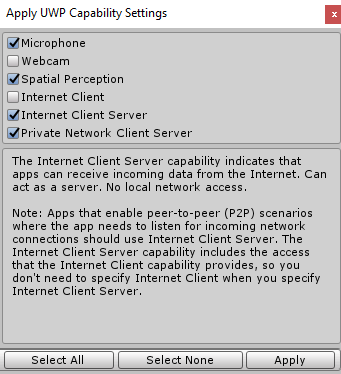 Apply UWP Capability Settings
x
Microphone
Webcam
Spatial Perception
Internet Client
Internet Client Server
Private Network Client Server
The Internet Client Server capability indicates that
apps can receive incoming data from the Internet. Can
act as a server. No local network access.
Note: Apps that enable peer-to-peer (P2P) scenarios
where the app needs to listen for incoming network
connections should use Internet Client Server. The
Internet Client Server capability includes the access
that the Internet Client capability provides, so you
don't need to specify Internet Client when you specify
Internet Client Server.
Select All Select None Apply